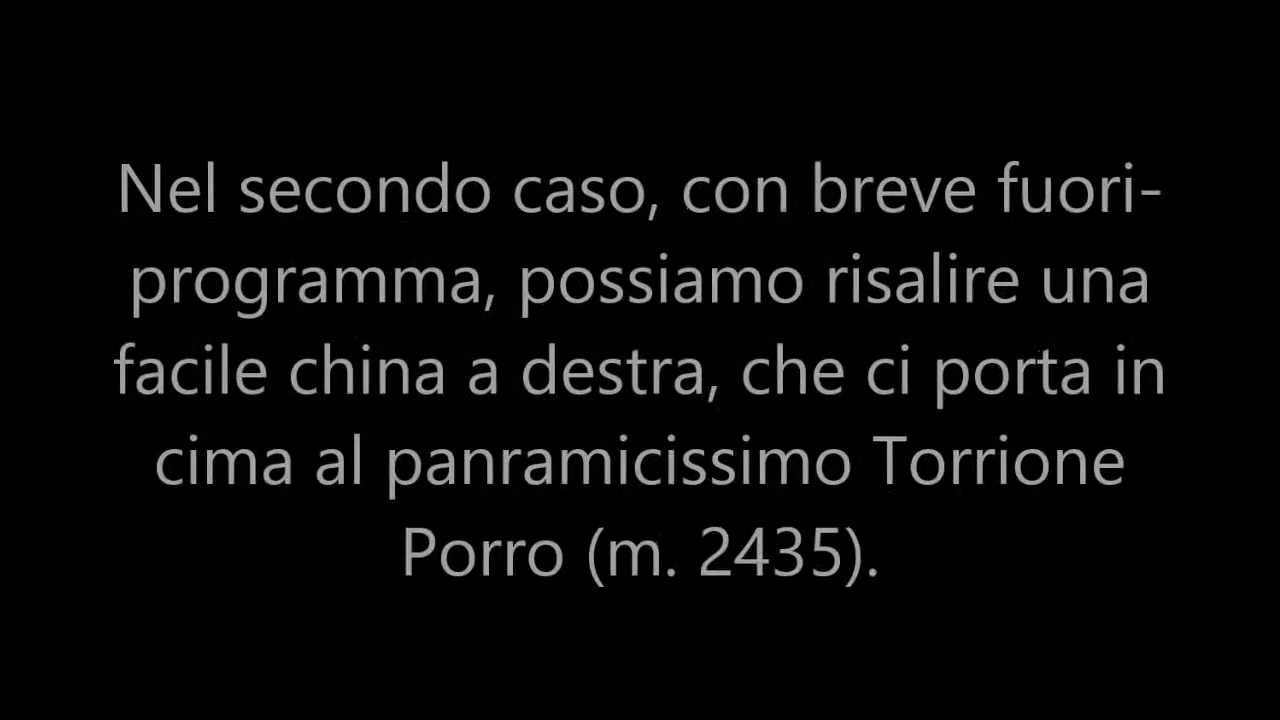 Nel secondo caso, con breve fuori-
programma, possiamo risalire una
facile china a destra, che ci porta in
cima al panramicissimo Torrione
Porro (m. 2435).